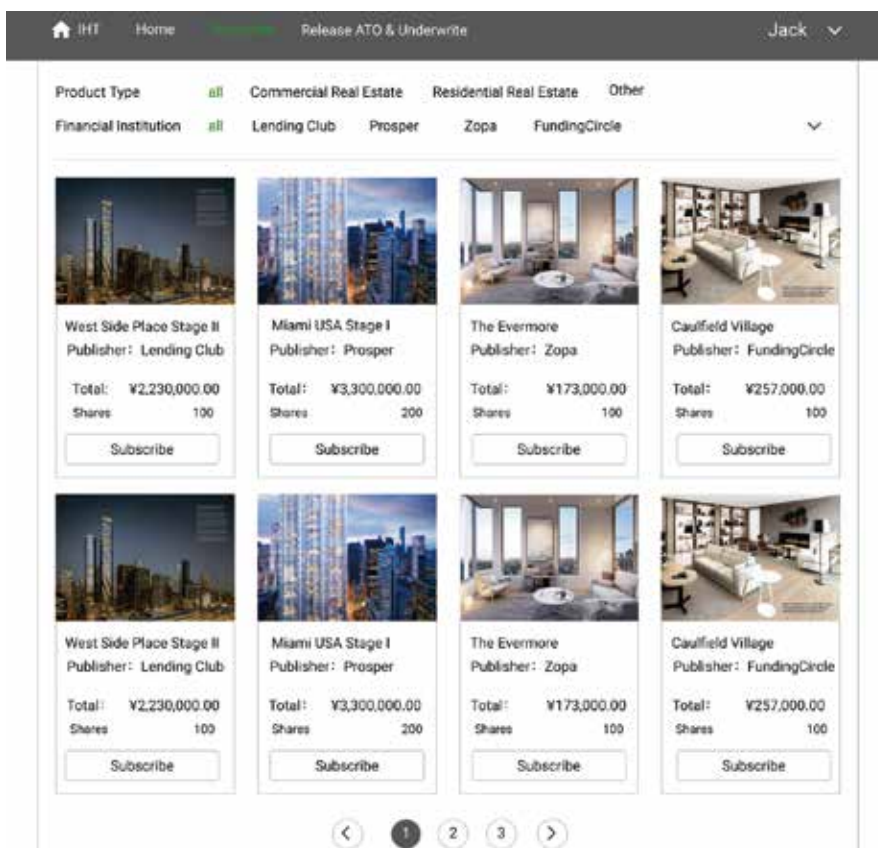 IHT Home Release ATO & Underwrite Jack
Product Type all Commercial Real Estate Residential Real Estate Other
Financial Institution all Lending Club Prosper Zopa FundingCircle
West Side Place Stage II Miami USA Stage I The Evermore Caulfield Village
Publisher: Lending Club Publisher: Prosper Publisher: Zopa Publisher: FundingCircle
Total: ¥2,230,000.00 Total: ¥3,300,000.00 Total: ¥173,000.00 Total: ¥257,000.00
Shares 100 Shares 200 Shares 100 Shares 100
Subscribe Subscribe Subscribe Subscribe
West Side Place Stage II Miami USA Stage I The Evermore Caulfield Village
Publisher: Lending Club Publisher: Prosper Publisher: Zopa Publisher: FundingCircle
Total: ¥2,230,000.00 Total: ¥3,300,000.00 Total: ¥173,000.00 Total: ¥257,000.00
Shares 100 Shares 200 Shares 100 Shares 100
Subscribe Subscribe Subscribe Subscribe
1 2 3